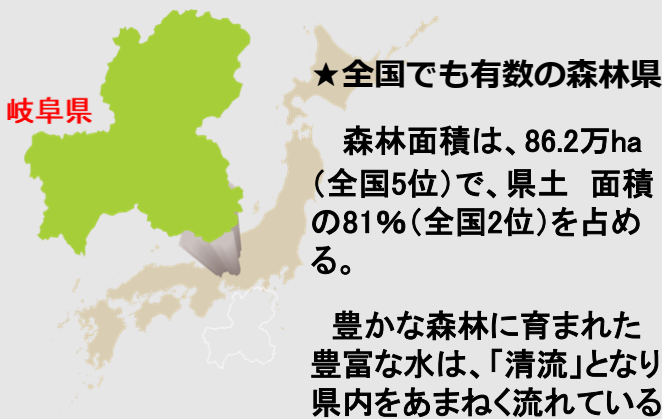 岐阜県
★全国でも有数の森林県
森林面積は、86.2万ha
(全国5位)で、県土 面積
の81%(全国2位)を占め
る。
豊かな森林に育まれた
豊富な水は、「清流」となり
県内をあまねく流れている